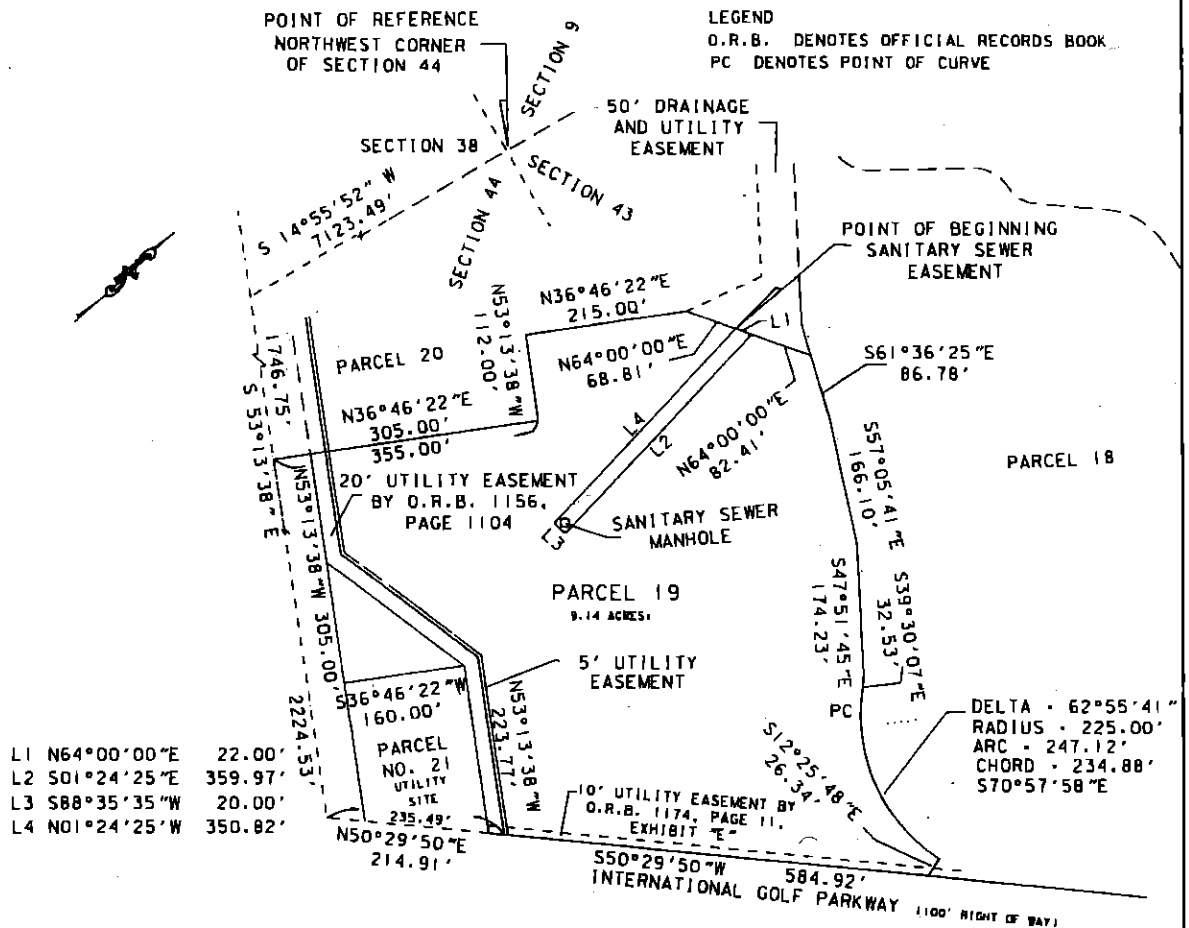 POINT OF REFERENCE
NORTHWEST CORNER
OF SECTION 44
SECTION 9
LEGEND
O.R.B. DENOTES OFFICIAL RECORDS BOOK
PC DENOTES POINT OF CURVE
50' DRAINAGE
AND UTILITY
EASEMENT
SECTION 38
SECTION 43
SECTION 44
S 14°55'52" W
7123.49'
POINT OF BEGINNING
SANITARY SEWER
EASEMENT
N36°46'22"E
215.00'
N53°13'38"W
112.00'
L1
N64°00'00"E
68.81'
S61°36'25"E
86.78'
1746.75'
S 53°13'38" E
PARCEL 20
N36°46'22"E
305.00'
355.00'
L4
L2
N64°00'00"E
82.41'
S57°05'41"E
166.10'
PARCEL 18
20' UTILITY EASEMENT
BY O.R.B. 1156,
PAGE 1104
N53°13'38"W 305.00'
L3
SANITARY SEWER
MANHOLE
PARCEL 19
9.14 ACRES±
S47°51'45"E
174.23'
S39°30'07"E
32.53'
5' UTILITY
EASEMENT
S36°46'22"W
160.00'
N53°13'38"W
223.77'
2224.53'
PC
DELTA = 62°55'41"
RADIUS = 225.00'
ARC = 247.12'
CHORD = 234.88'
S70°57'58"E
S12°25'48"E
26.34'
L1 N64°00'00"E 22.00'
L2 S01°24'25"E 359.97'
L3 S88°35'35"W 20.00'
L4 N01°24'25"W 350.82'
PARCEL
NO. 21
UTILITY
SITE
235.49'
10' UTILITY EASEMENT BY
O.R.B. 1174, PAGE 11,
EXHIBIT "E"
N50°29'50"E
214.91'
S50°29'50"W 584.92'
INTERNATIONAL GOLF PARKWAY (100' RIGHT OF WAY)